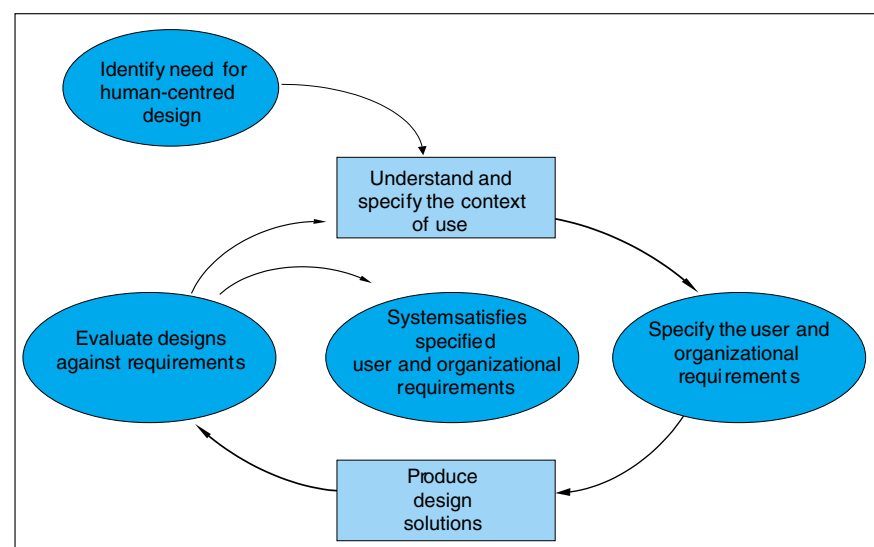 Identify need for
human-centred
design
Understand and
specify the context
of use
Evaluate designs
against requirements
Systemsatisfies
specified
user and organizational
requirements
Specify the user and
organizational
requirements
Produce
design
solutions